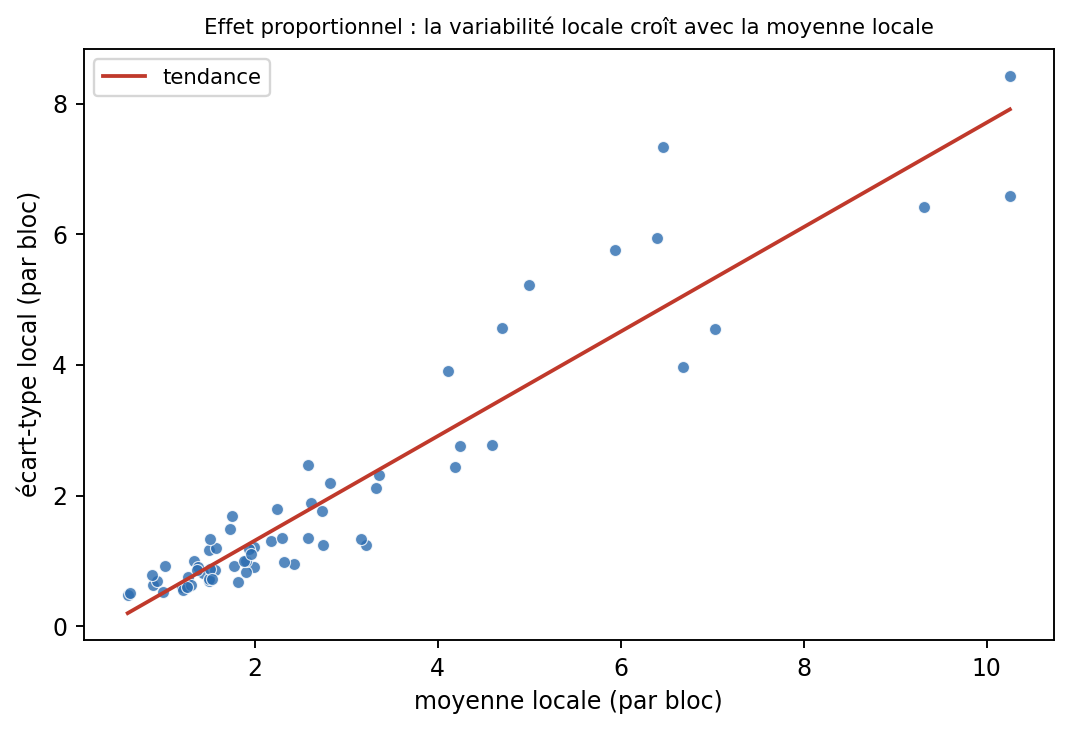 Effet proportionnel : la variabilité locale croît avec la moyenne locale
tendance
écart-type local (par bloc)
8
6
4
2
0
2 4 6 8 10
moyenne locale (par bloc)